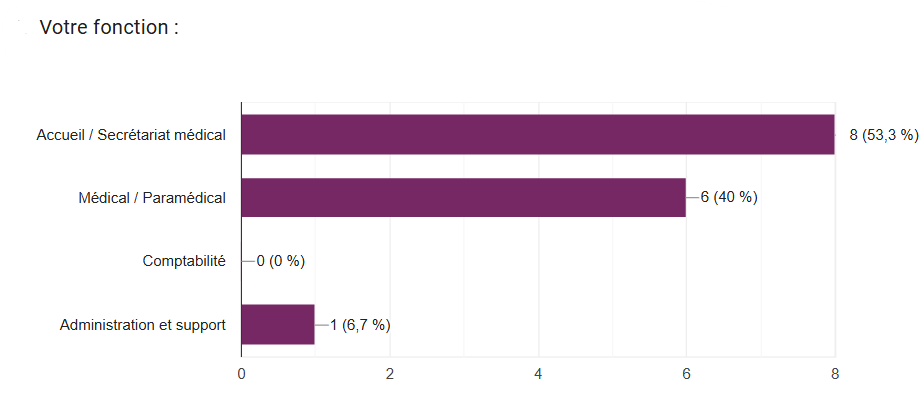 Votre fonction :
Accueil / Secrétariat médical
8 (53,3 %)
Médical / Paramédical
6 (40 %)
Comptabilité
0 (0 %)
Administration et support
1 (6,7 %)
0 2 4 6 8